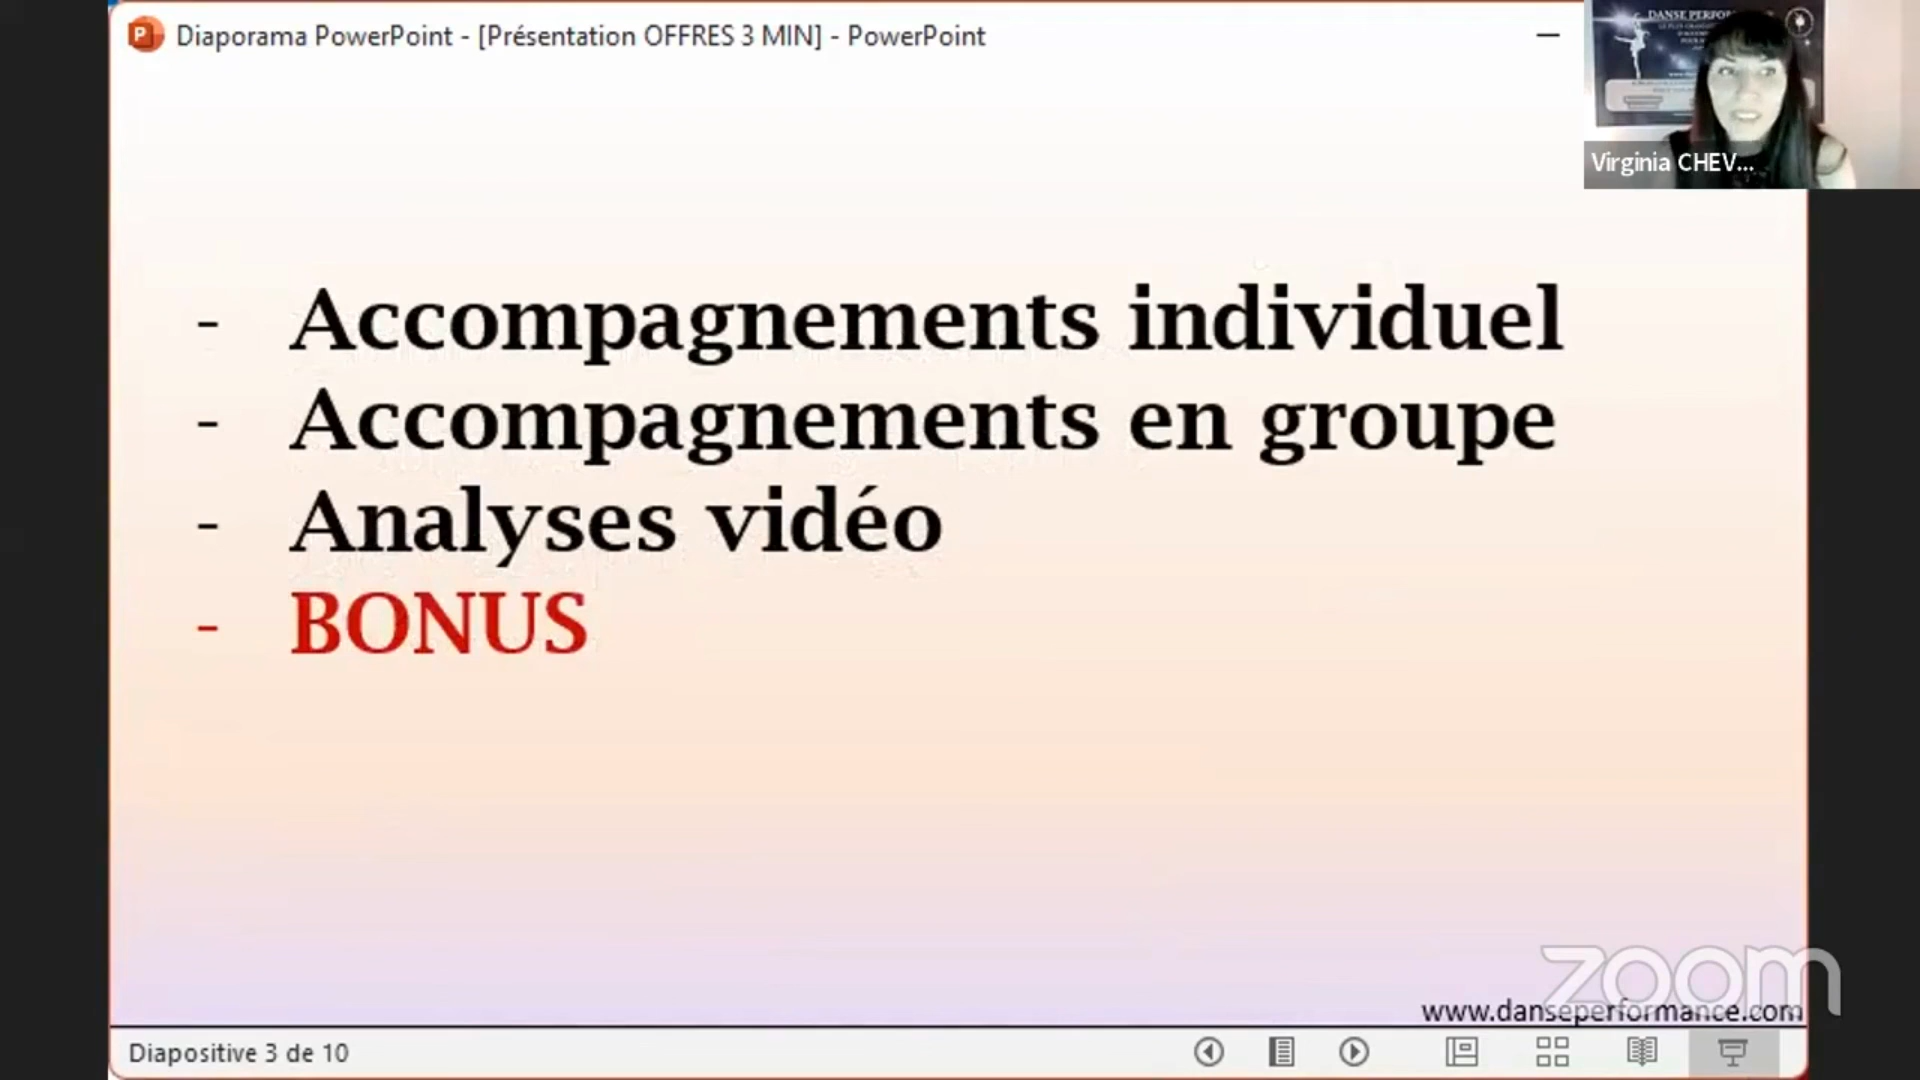 Diaporama PowerPoint - [Présentation OFFRES 3 MIN] - PowerPoint
DANSE
Virginia CHEV...
- Accompagnements individuel
- Accompagnements en groupe
- Analyses vidéo
- BONUS
zoom
www.danseperformance.com
Diapositive 3 de 10